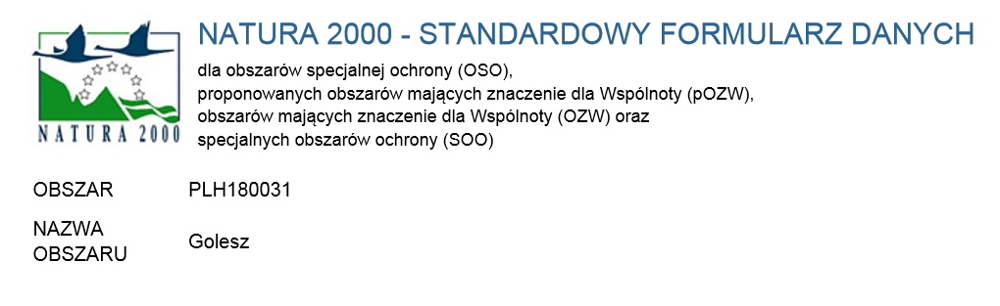 NATURA 2000 - STANDARDOWY FORMULARZ DANYCH
dla obszarów specjalnej ochrony (OSO),
proponowanych obszarów mających znaczenie dla Wspólnoty (pOZW),
obszarów mających znaczenie dla Wspólnoty (OZW) oraz
specjalnych obszarów ochrony (SOO)
NATURA 2000
OBSZAR PLH180031
NAZWA
OBSZARU
Golesz